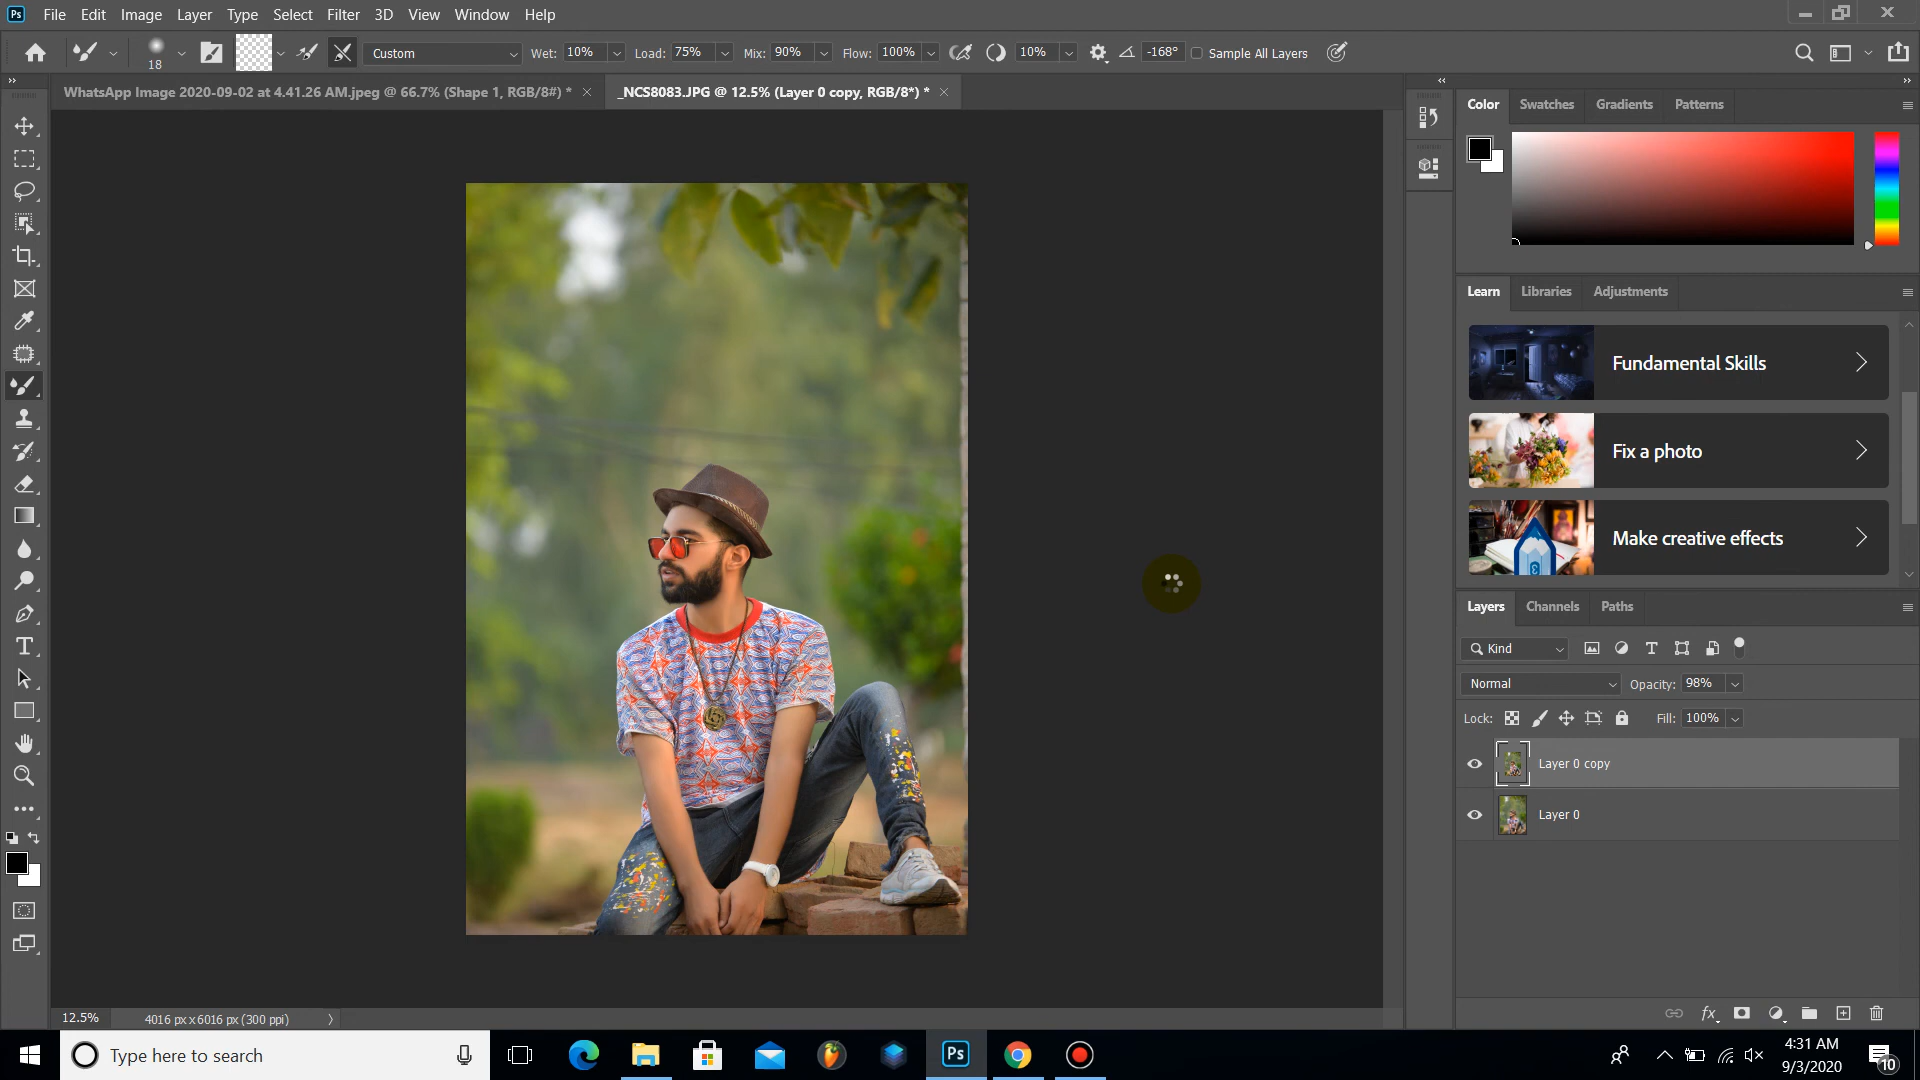 Ps File Edit Image Layer Type Select Filter 3D View Window Help
18 Custom Wet: 10% Load: 75% Mix: 90% Flow: 100% 10% -168° Sample All Layers
WhatsApp Image 2020-09-02 at 4.41.26 AM.jpeg @ 66.7% (Shape 1, RGB/8#) * _NCS8083.JPG @ 12.5% (Layer 0 copy, RGB/8*) *
Color Swatches Gradients Patterns
Learn Libraries Adjustments
Fundamental Skills
Fix a photo
Make creative effects
Layers Channels Paths
Kind
Normal Opacity: 98%
Lock: Fill: 100%
Layer 0 copy
Layer 0
12.5% 4016 px x 6016 px (300 ppi)
Type here to search
Ps
4:31 AM
9/3/2020
10